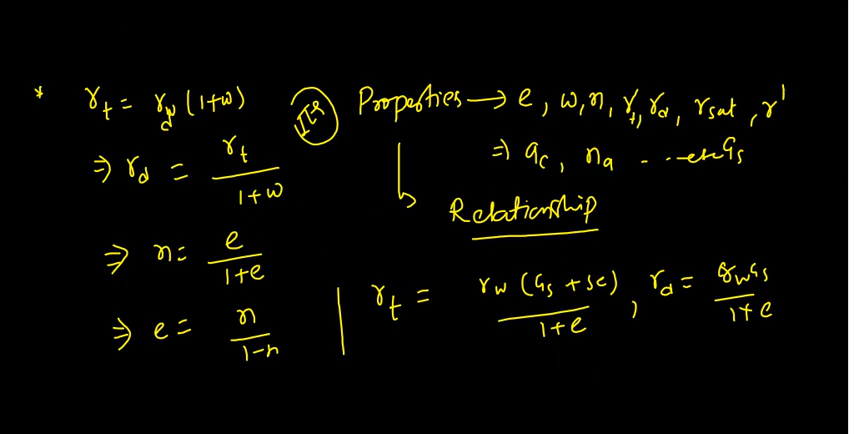 * γt = γd (1+w)
⇒ γd = γt / 1+w
⇒ n = e / 1+e
⇒ e = n / 1-n
Properties → e, w, n, γt, γd, γsat, γ'
⇒ ac, na ... etc Gs
Relationship
γt = γw (Gs + se) / 1+e , γd = γw Gs / 1+e